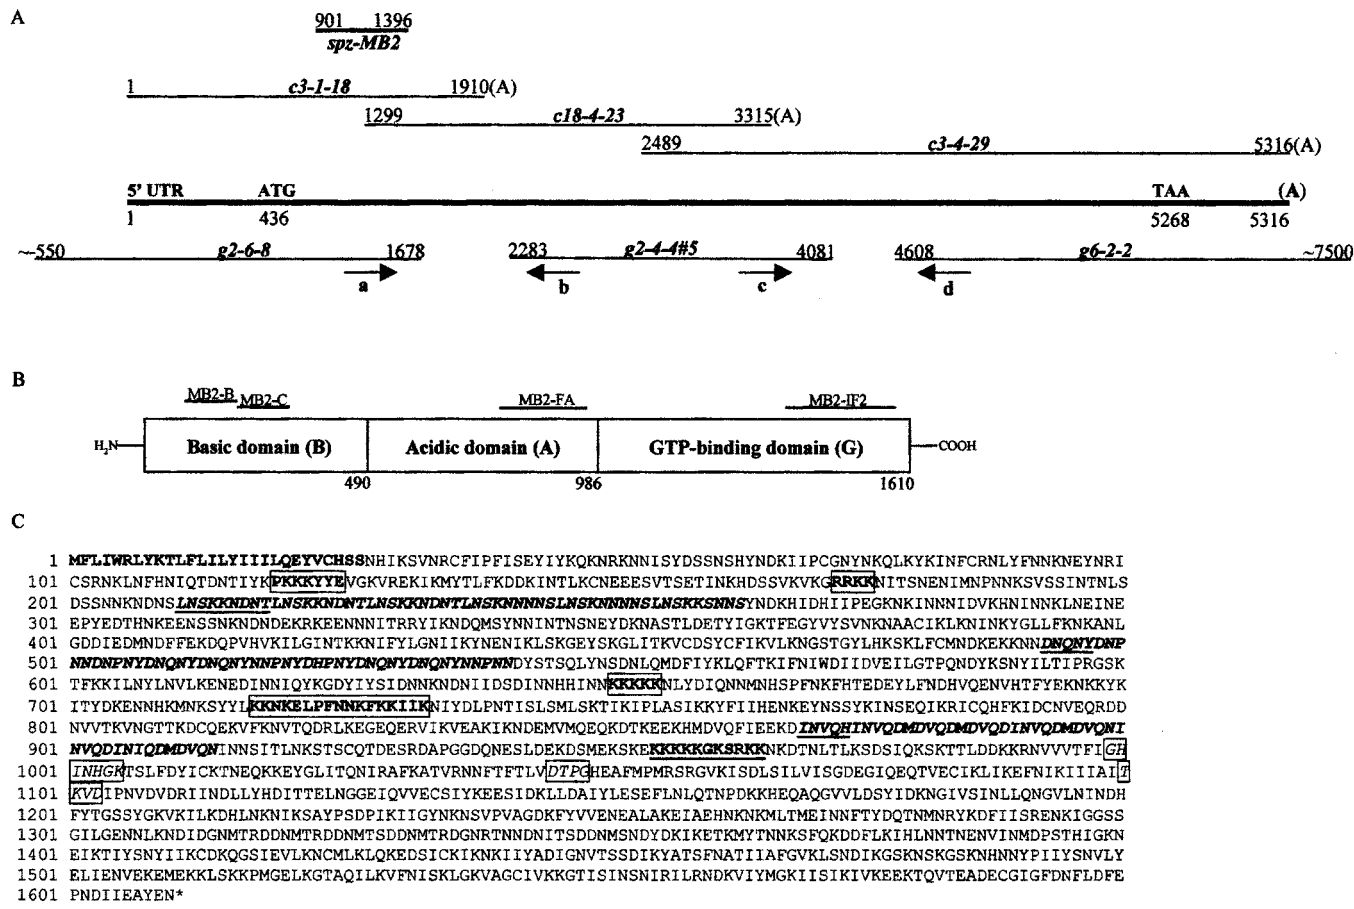 A
901 1396
spz-MB2
1 c3-1-18 1910(A)
1299 c18-4-23 3315(A)
2489 c3-4-29 5316(A)
5' UTR ATG TAA (A)
1 436 5268 5316
~-550 g2-6-8 1678 2283 g2-4-4#5 4081 4608 g6-2-2 ~7500
a b c d
B
MB2-B MB2-C MB2-FA MB2-IF2
H2N Basic domain (B) Acidic domain (A) GTP-binding domain (G) COOH
490 986 1610
C
1 MFLIWRLYKTLFLILYIIILQEYVCHSSNHIKSVNRCFIPFISEYIYKQKNRKNNISYDSSNSHYNDKIIPCGNYNKQLKYKINFCRNLYFNNKNEYNRI
101 CSRNKLNFHNIQTDNTIYKPKKKYYEVGKVREKIKMYTLFKDDKINTLKCNEEESVTSETINKHDSSVKVKGRRKKNITSNENIMNPNNKSVSSINTNLS
201 DSSNNKNDNSLNSKKNDNTLNSKKNDNTLNSKKNDNTLNSKNNNNSLNSKNNNNSLNSKKSNNSYNDKHIDHIIPEGKNKINNNIDVKHNINNKLNEINE
301 EPYEDTHNKEENSSNKNDNDEKRKEENNNITRRYIKNDQMSYNNINTNSNEYDKNASTLDETYIGKTFEGYVYSVNKNAACIKLKNINKYGLLFKNKANL
401 GDDIEDMNDFFEKDQPVHVKILGINTKKNIFYLGNIIKYNENIKLSKGEYSKGLITKVCDSYCFIKVLKNGSTGYLHKSKLFCMNDKEKKNNDNQNYDNP
501 NNDNPNYDNQNYDNQNYNNPNYDHPNYDNQNYDNQNYNNPNNDYSTSQLYNSDNLQMDFIYKLQFTKIFNIWDIIDVEILGTPQNDYKSNYILTIPRGSK
601 TFKKILNYLNVLKENEDINNIQYKGDYIYSIDNNKNDNIIDSDINNHHINNKKKKKNLYDIQNNMNHSPFNKFHTEDEYLFNDHVQENVHTFYEKNKKYK
701 ITYDKENNHKMNKSYYLKKNKELPFNNKFKKIIKNIYDLPNTISLSMLSKTIKIPLASIKKYFIIHENKEYNSSYKINSEQIKRICQHFKIDCNVEQRDD
801 NVVTKVNGTTKDCQEKVFKNVTQDRLKEGEQERVIKVEAKINDEMVMQEQKDTKEEKHMDVQFIEEKDINVQHINVQDMDVQDMDVQDINVQDMDVQNI
901 NVQDINIQDMDVQNINNSITLNKSTSCQTDESRDAPGGDQNESLDEKDSMEKSKEKKKKKGKSRKKNKDTNLTLKSDSIQKSKTTLDDKKRNVVVTFIGH
1001 INHGKTSLFDYICKTNEQKKEYGLITQNIRAFKATVRNNFTFTLVDTPGHEAFMPMRSRGVKISDLSILVISGDEGIQEQTVECIKLIKEFNIKIIIAIT
1101 KVDIPNVDVDRIINDLLYHDITTELNGGEIQVVECSIYKEESIDKLLDAIYLESEFLNLQTNPDKKHEQAQGVVLDSYIDKNGIVSINLLQNGVLNINDH
1201 FYTGSSYGKVKILKDHLNKNIKSAYPSDPIKIIGYNKNSVPVAGDKFYVVENEALAKEIAEHNKNKMLTMEINNFTYDQTNMNRYKDFIISRENKIGGSS
1301 GILGENNLKNDIDGNMTRDDNMTRDDNMTSDDNMTRDGNRTNNDNITSDDNMSNDYDKIKETKMYTNNKSFQKDDFLKIHLNNTNENVINMDPSTHIGKN
1401 EIKTIYSNYIIKCDKQGSIEVLKNCMLKLQKEDSICKIKNKIIYADIGNVTSSDIKYATSFNATIIAFGVKLSNDIKGSKNSKGSKNHNNYPIIYSNVLY
1501 ELIENVEKEMEKKLSKKPMGELKGTAQILKVFNISKLGKVAGCIVKKGTISINSNIRILRNDKVIYMGKIISIKIVKEEKTQVTEADECGIGFDNFLDFE
1601 PNDIIEAYEN*